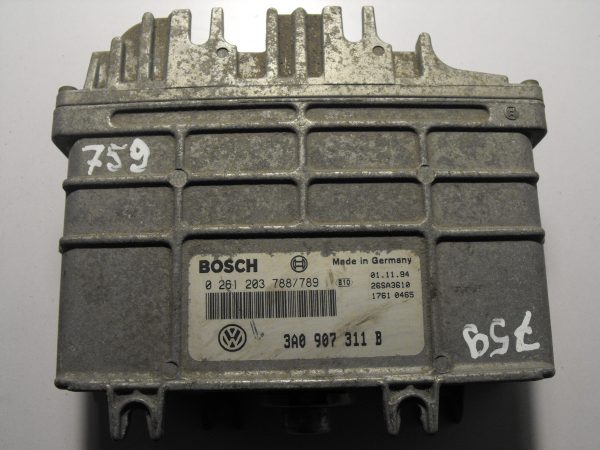 759
BOSCH
Made in Germany
0 261 203 788/789
B10
01.11.94
26SA3610
1761 0465
3A0 907 311 B
759